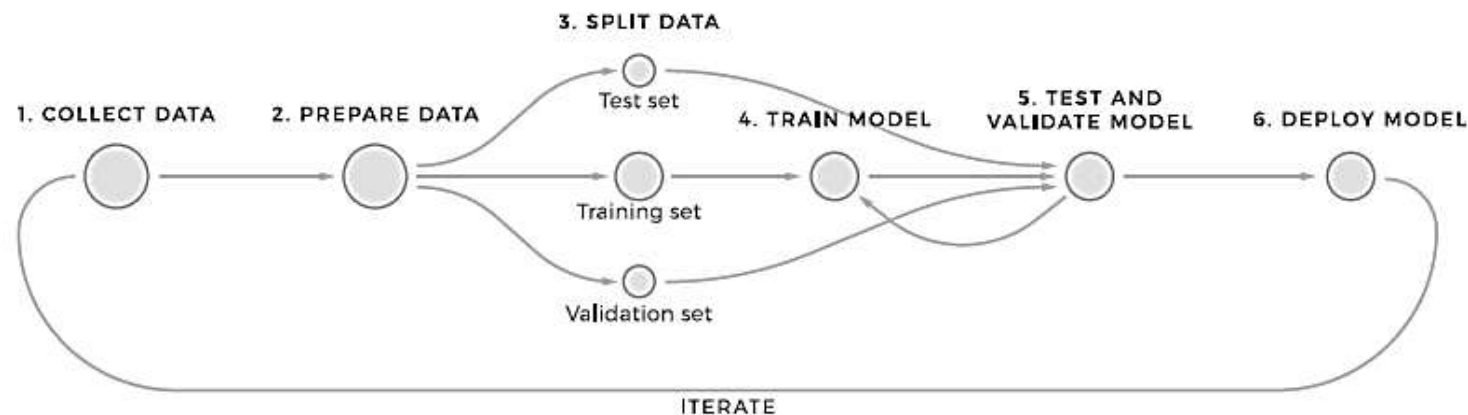 3. SPLIT DATA
Test set
1. COLLECT DATA
2. PREPARE DATA
4. TRAIN MODEL
5. TEST AND
VALIDATE MODEL
6. DEPLOY MODEL
Training set
Validation set
ITERATE